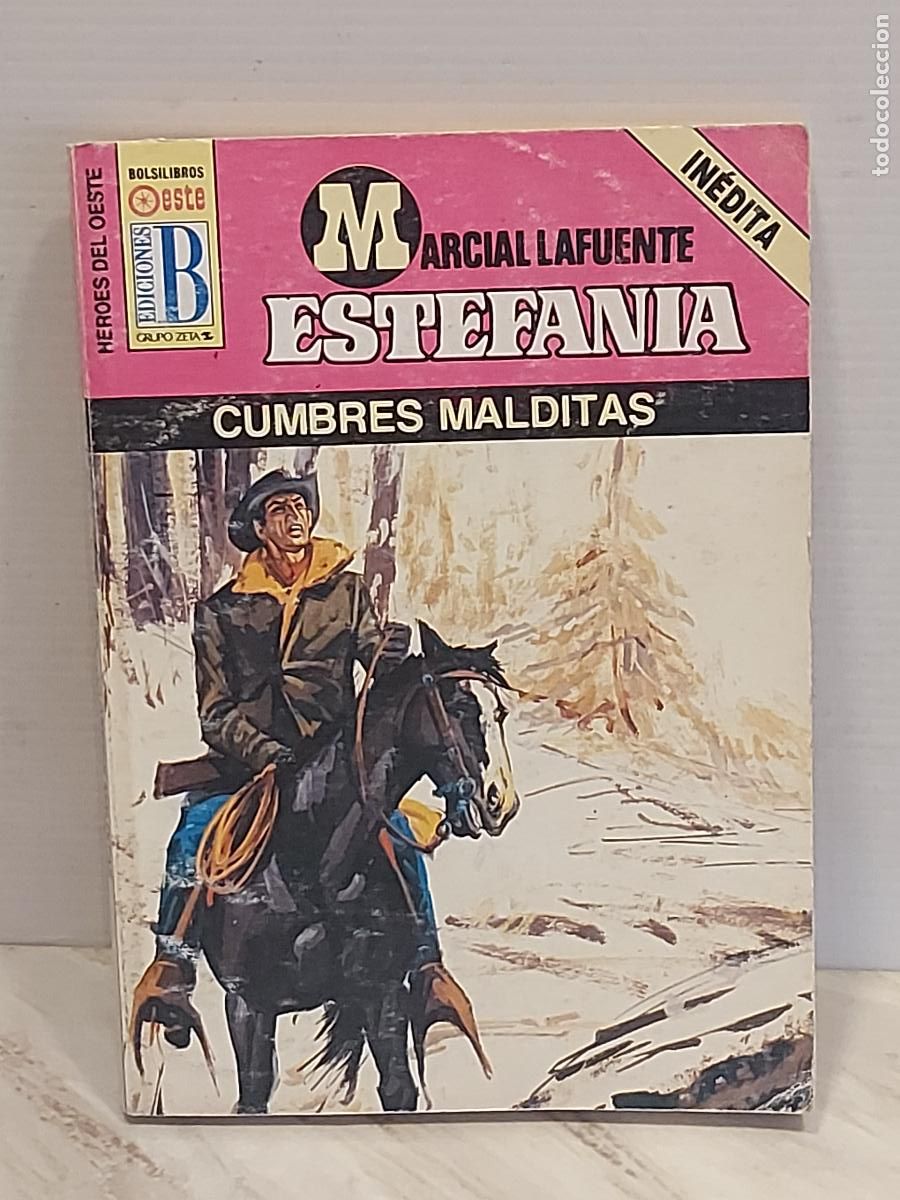 HEROES DEL OESTE
BOLSILIBROS
Oeste
EDICIONES
B
GRUPO ZETA
MARCIAL LAFUENTE
ESTEFANIA
INÉDITA
CUMBRES MALDITAS
todocoleccion